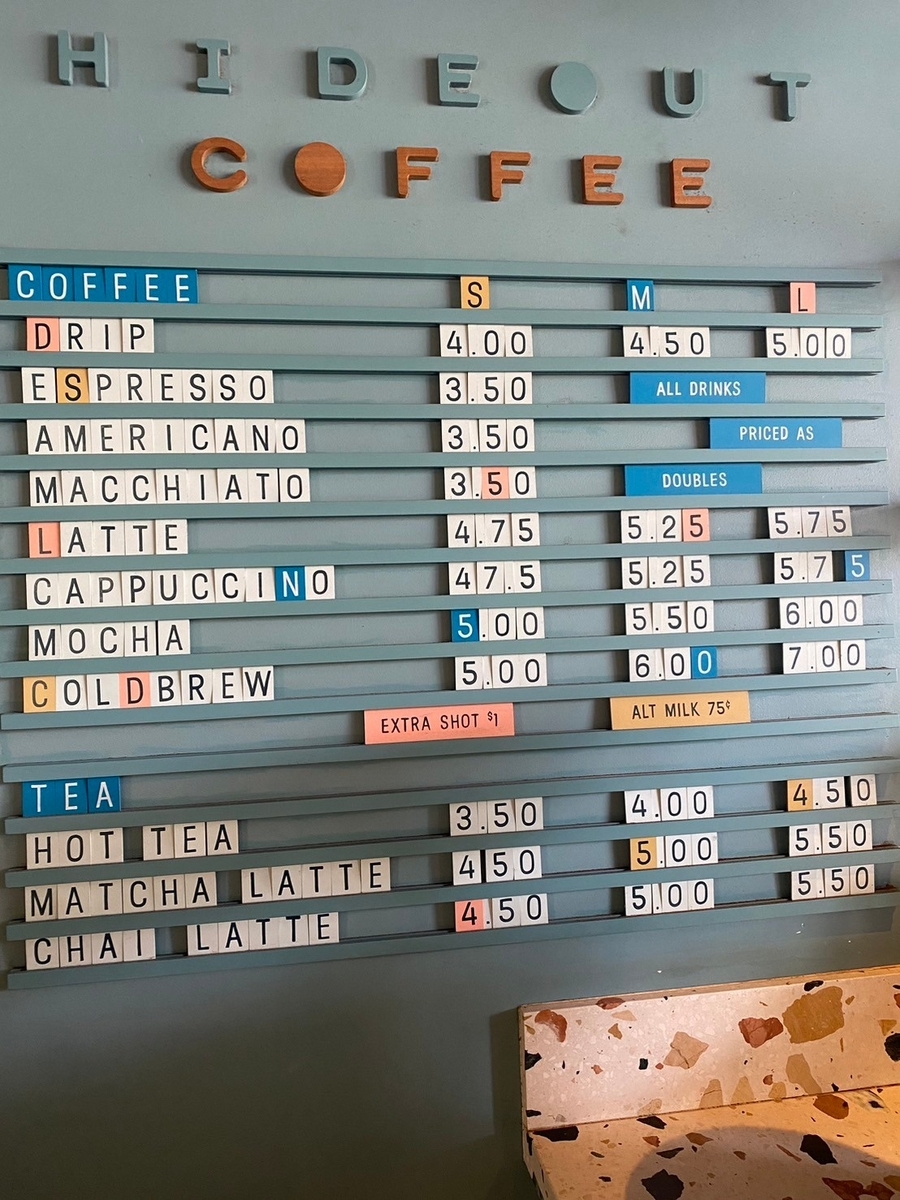 HIDEOUT
COFFEE
COFFEE S M L
DRIP 4.00 4.50 5.00
ESPRESSO 3.50 ALL DRINKS
AMERICANO 3.50 PRICED AS
MACCHIATO 3.50 DOUBLES
LATTE 4.75 5.25 5.75
CAPPUCCINO 47.5 5.25 5.75
MOCHA 5.00 5.50 6.00
COLDBREW 5.00 6.00 7.00
EXTRA SHOT $1 ALT MILK 75¢
TEA
HOT TEA 3.50 4.00 4.50
MATCHA LATTE 450 5.00 5.50
CHAI LATTE 4.50 5.00 5.50